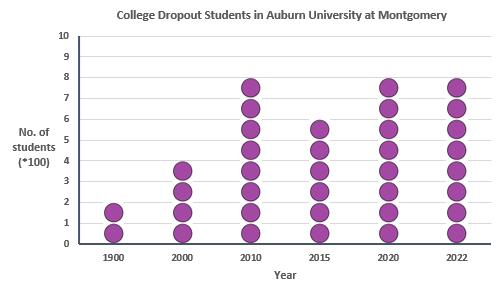 College Dropout Students in Auburn University at Montgomery
10
9
8
7
6
5
4
3
2
1
0
No. of
students
(*100)
1900 2000 2010 2015 2020 2022
Year